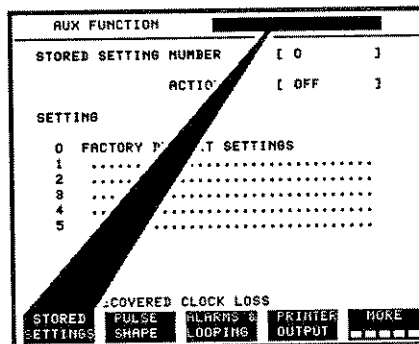 AUX FUNCTION
STORED SETTING NUMBER [ 0 ]
[ OFF ]
SETTING
0 FACTORY SETTINGS
1 ..............................
2 ..............................
3 ..............................
4 ..............................
5 ..............................
CLOCK LOSS
STORED SETTINGS PULSE SHAPE ALARMS & LOOPING PRINTER OUTPUT MORE